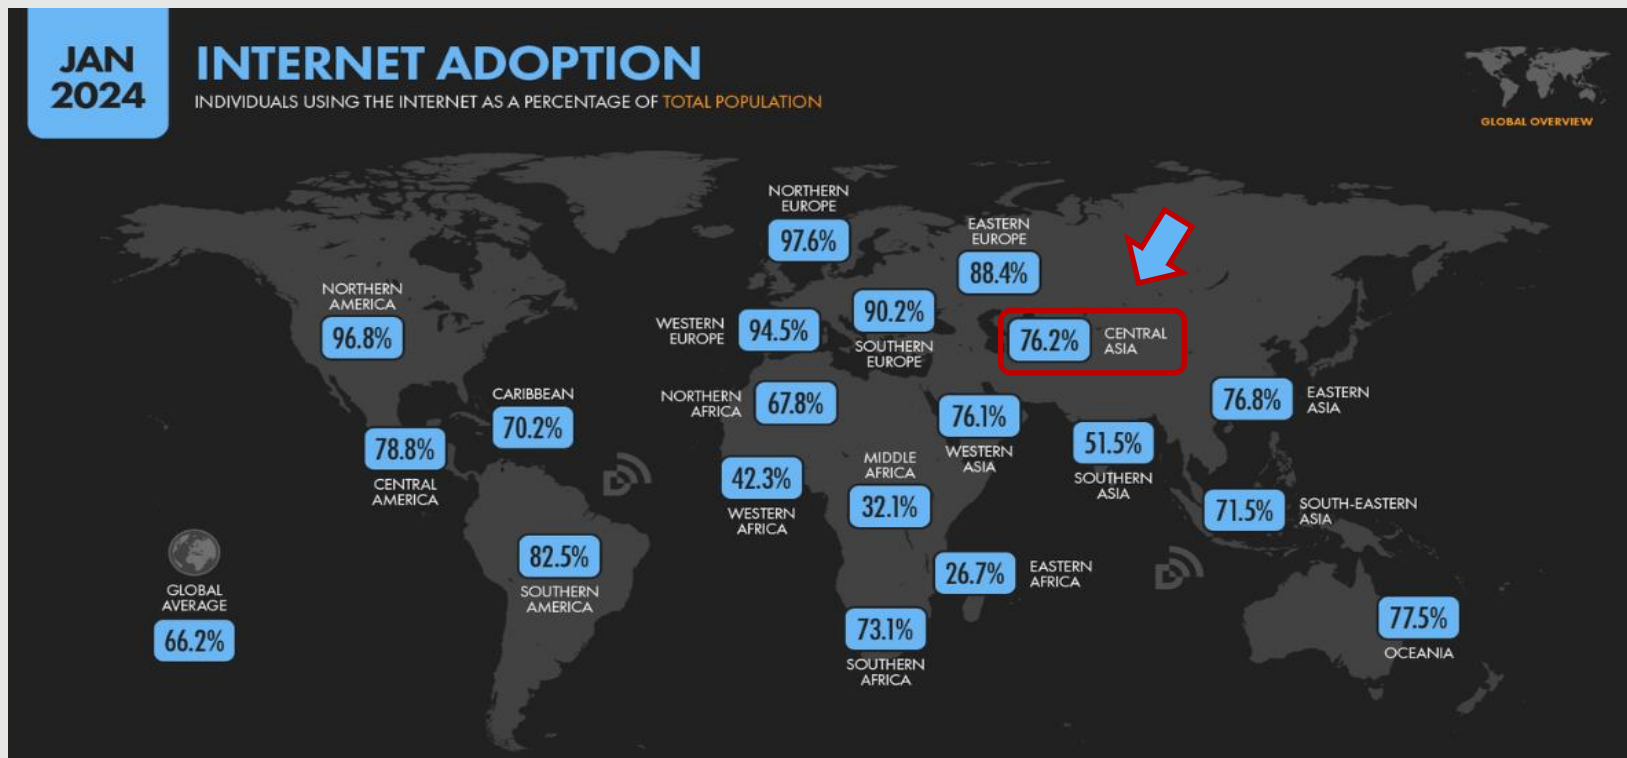 JAN
2024
INTERNET ADOPTION
INDIVIDUALS USING THE INTERNET AS A PERCENTAGE OF TOTAL POPULATION
GLOBAL OVERVIEW
NORTHERN
EUROPE
97.6%
EASTERN
EUROPE
88.4%
NORTHERN
AMERICA
96.8%
WESTERN
EUROPE
94.5%
90.2%
SOUTHERN
EUROPE
76.2%
CENTRAL
ASIA
CARIBBEAN
70.2%
NORTHERN
AFRICA
67.8%
76.1%
WESTERN
ASIA
76.8%
EASTERN
ASIA
78.8%
CENTRAL
AMERICA
42.3%
WESTERN
AFRICA
MIDDLE
AFRICA
32.1%
51.5%
SOUTHERN
ASIA
71.5%
SOUTH-EASTERN
ASIA
82.5%
SOUTHERN
AMERICA
26.7%
EASTERN
AFRICA
GLOBAL
AVERAGE
66.2%
73.1%
SOUTHERN
AFRICA
77.5%
OCEANIA